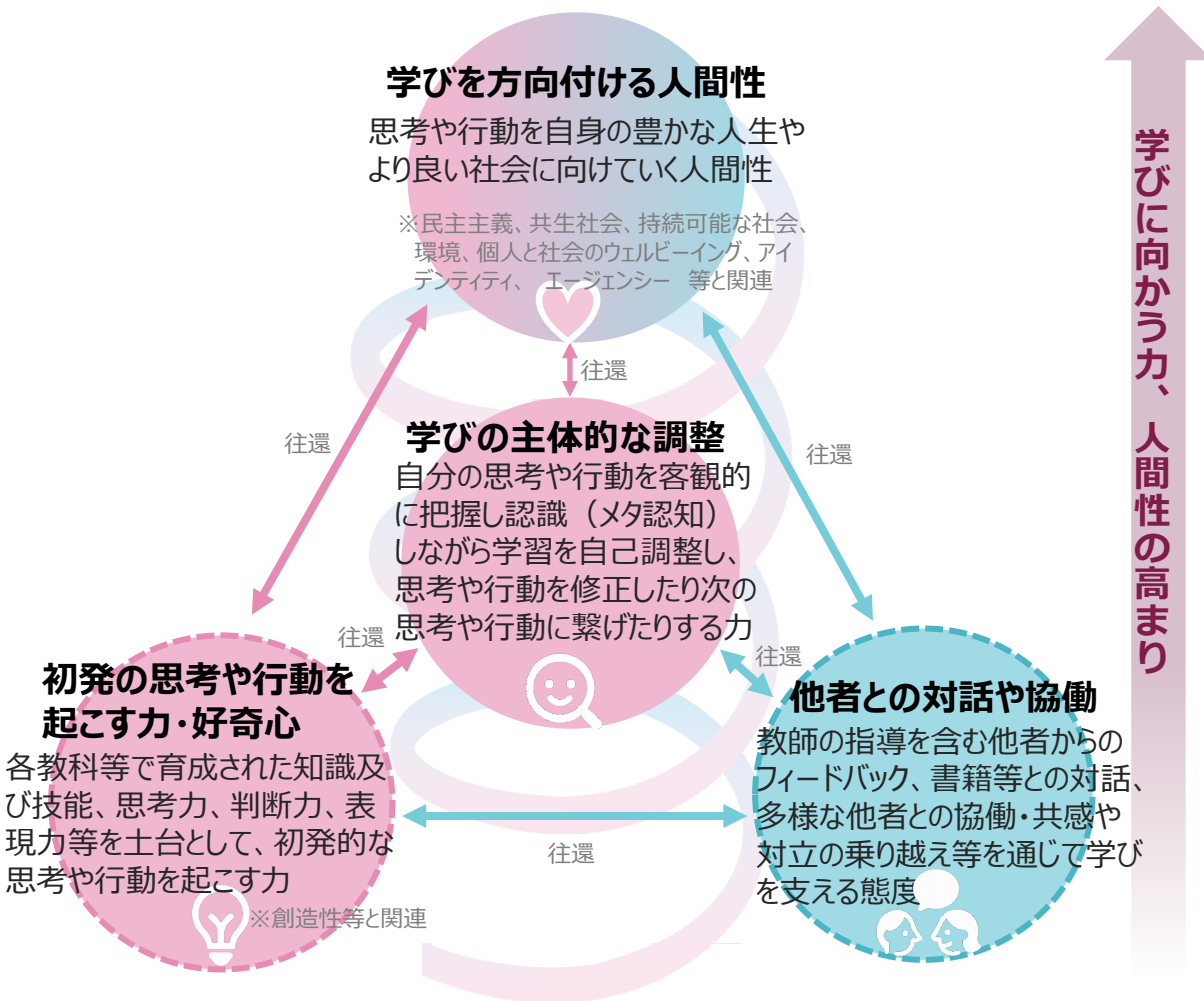 学びを方向付ける人間性
思考や行動を自身の豊かな人生や
より良い社会に向けていく人間性
※民主主義、共生社会、持続可能な社会、
環境、個人と社会のウェルビーイング、アイ
デンティティ、　エージェンシー　等と関連
往還
往還
往還
学びの主体的な調整
自分の思考や行動を客観的
に把握し認識（メタ認知）
しながら学習を自己調整し、
思考や行動を修正したり次の
思考や行動に繋げたりする力
往還
往還
初発の思考や行動を
起こす力・好奇心
各教科等で育成された知識及
び技能、思考力、判断力、表
現力等を土台として、初発的な
思考や行動を起こす力
※創造性等と関連
往還
他者との対話や協働
教師の指導を含む他者からの
フィードバック、書籍等との対話、
多様な他者との協働・共感や
対立の乗り越え等を通じて学び
を支える態度
学びに向かう力、人間性の高まり